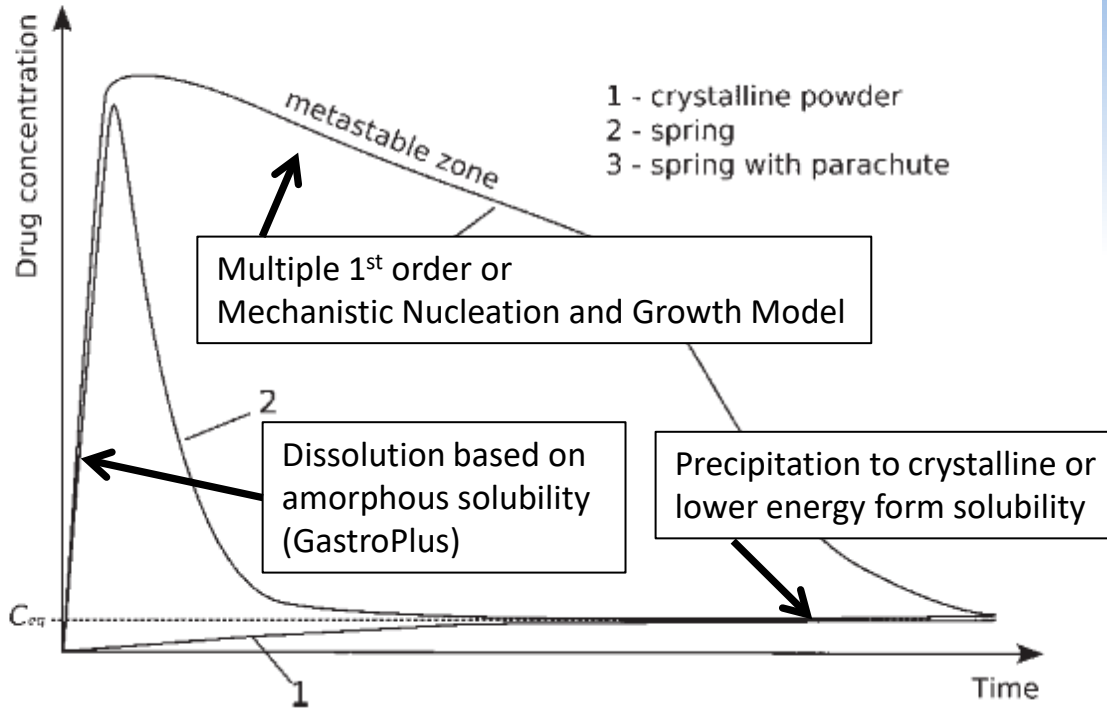 Drug concentration
metastable zone
1 - crystalline powder
2 - spring
3 - spring with parachute
Multiple 1st order or
Mechanistic Nucleation and Growth Model
2
Dissolution based on
amorphous solubility
(GastroPlus)
Precipitation to crystalline or
lower energy form solubility
Ceq
1
Time